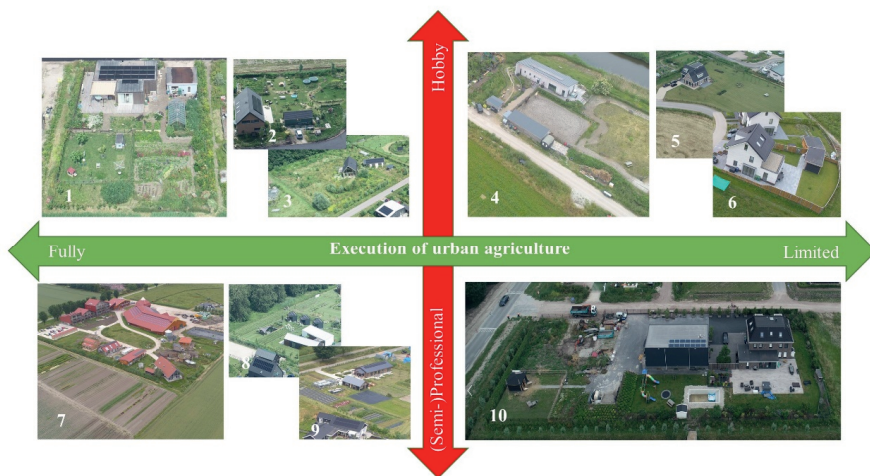 Hobby
1
2
3
4
5
6
Fully
Execution of urban agriculture
Limited
7
8
9
10
(Semi-)Professional